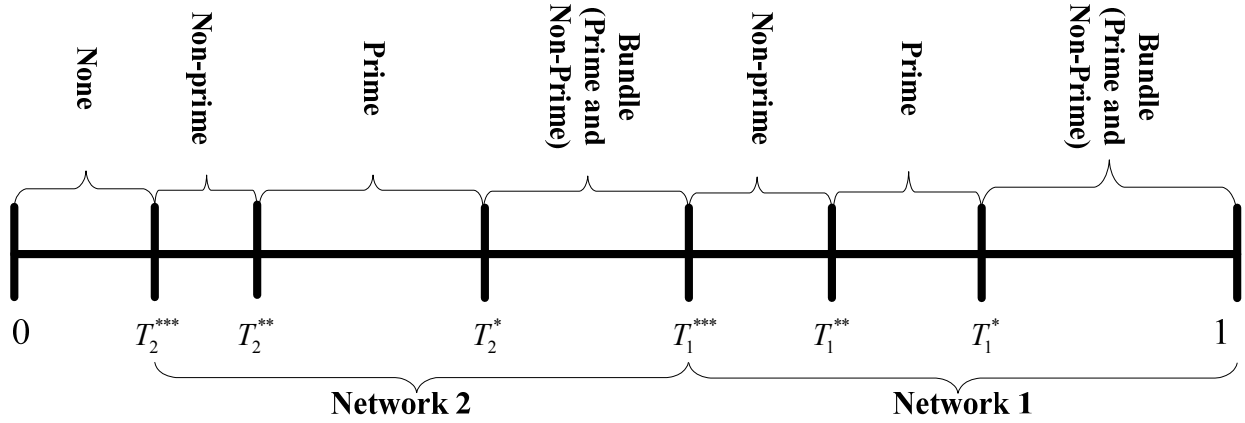 None
Non-prime
Prime
Bundle
(Prime and
Non-Prime)
Non-prime
Prime
Bundle
(Prime and
Non-Prime)
0
T₂***
T₂**
T₂*
T₁***
T₁**
T₁*
1
Network 2
Network 1